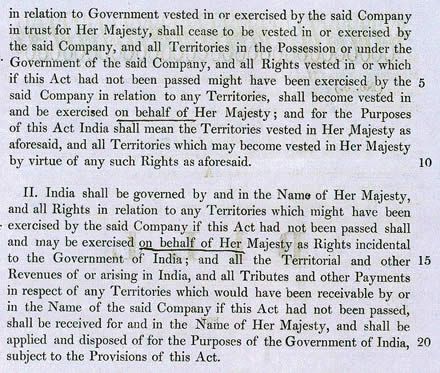 in relation to Government vested in or exercised by the said Company
in trust for Her Majesty, shall cease to be vested in or exercised by
the said Company, and all Territories in the Possession or under the
Government of the said Company, and all Rights vested in or which
if this Act had not been passed might have been exercised by the 5
said Company in relation to any Territories, shall become vested in
and be exercised on behalf of Her Majesty; and for the Purposes
of this Act India shall mean the Territories vested in Her Majesty as
aforesaid, and all Territories which may become vested in Her Majesty
by virtue of any such Rights as aforesaid. 10
II. India shall be governed by and in the Name of Her Majesty,
and all Rights in relation to any Territories which might have been
exercised by the said Company if this Act had not been passed shall
and may be exercised on behalf of Her Majesty as Rights incidental
to the Government of India; and all the Territorial and other 15
Revenues of or arising in India, and all Tributes and other Payments
in respect of any Territories which would have been receivable by or
in the Name of the said Company if this Act had not been passed,
shall be received for and in the Name of Her Majesty, and shall be
applied and disposed of for the Purposes of the Government of India, 20
subject to the Provisions of this Act.